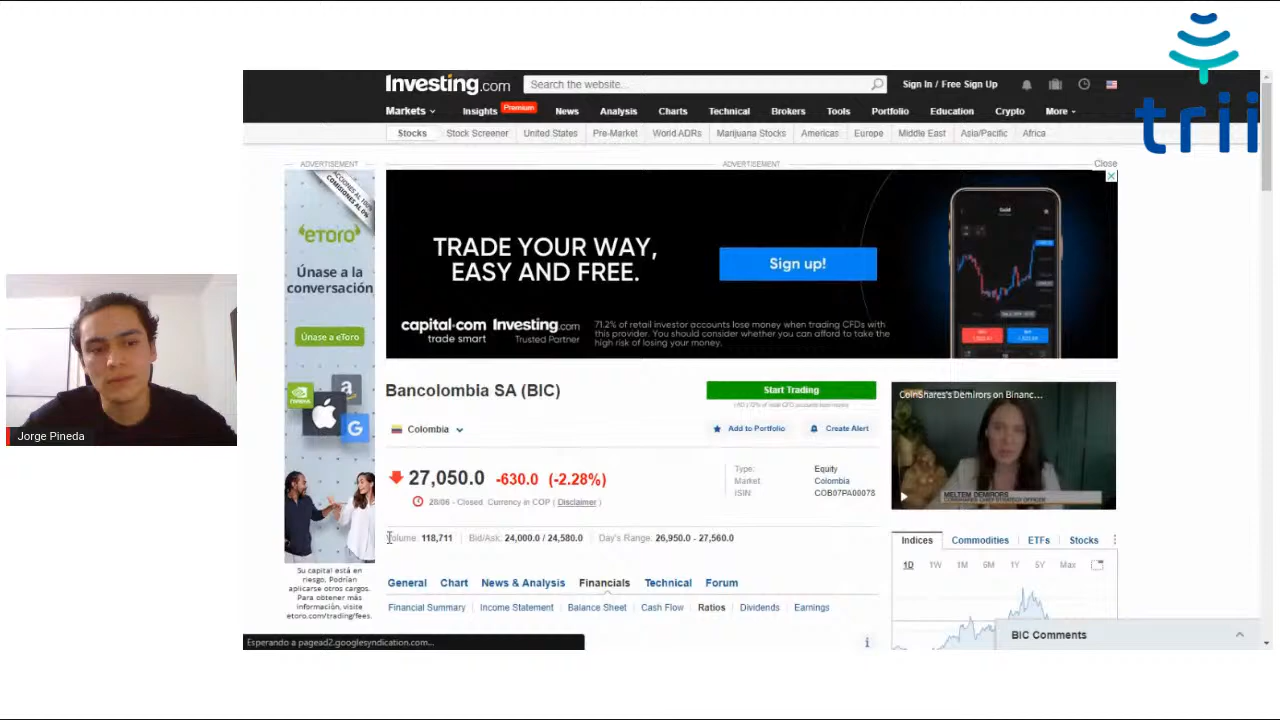 trii
Investing.com
Search the website...
Sign In / Free Sign Up
Markets
Insights
Premium
News
Analysis
Charts
Technical
Brokers
Tools
Portfolio
Education
Crypto
More
Stocks
Stock Screener
United States
Pre-Market
World ADRs
Marijuana Stocks
Americas
Europe
Middle East
Asia/Pacific
Africa
ADVERTISEMENT
ADVERTISEMENT
Close
ACCIONES AL 100%
COMISIONES AL 0%
eToro
Únase a la
conversación
Únase a eToro
Su capital está en
riesgo. Podrían
aplicarse otros cargos.
Para obtener más
información, visite
etoro.com/trading/fees.
TRADE YOUR WAY,
EASY AND FREE.
Sign up!
capital.com
trade smart
Investing.com
Trusted Partner
71.2% of retail investor accounts lose money when trading CFDs with
this provider. You should consider whether you can afford to take the
high risk of losing your money.
Gold
Jorge Pineda
Bancolombia SA (BIC)
Start Trading
Colombia
Add to Portfolio
Create Alert
27,050.0 -630.0 (-2.28%)
28/06 - Closed. Currency in COP ( Disclaimer )
Type: Equity
Market: Colombia
ISIN: COB07PA00078
Volume: 118,711
Bid/Ask: 24,000.0 / 24,580.0
Day's Range: 26,950.0 - 27,560.0
General
Chart
News & Analysis
Financials
Technical
Forum
Financial Summary
Income Statement
Balance Sheet
Cash Flow
Ratios
Dividends
Earnings
CoinShares's Demirors on Binanc...
MELTEM DEMIRORS
Indices
Commodities
ETFs
Stocks
1D
1W
1M
6M
1Y
5Y
Max
BIC Comments
Esperando a pagead2.googlesyndication.com...